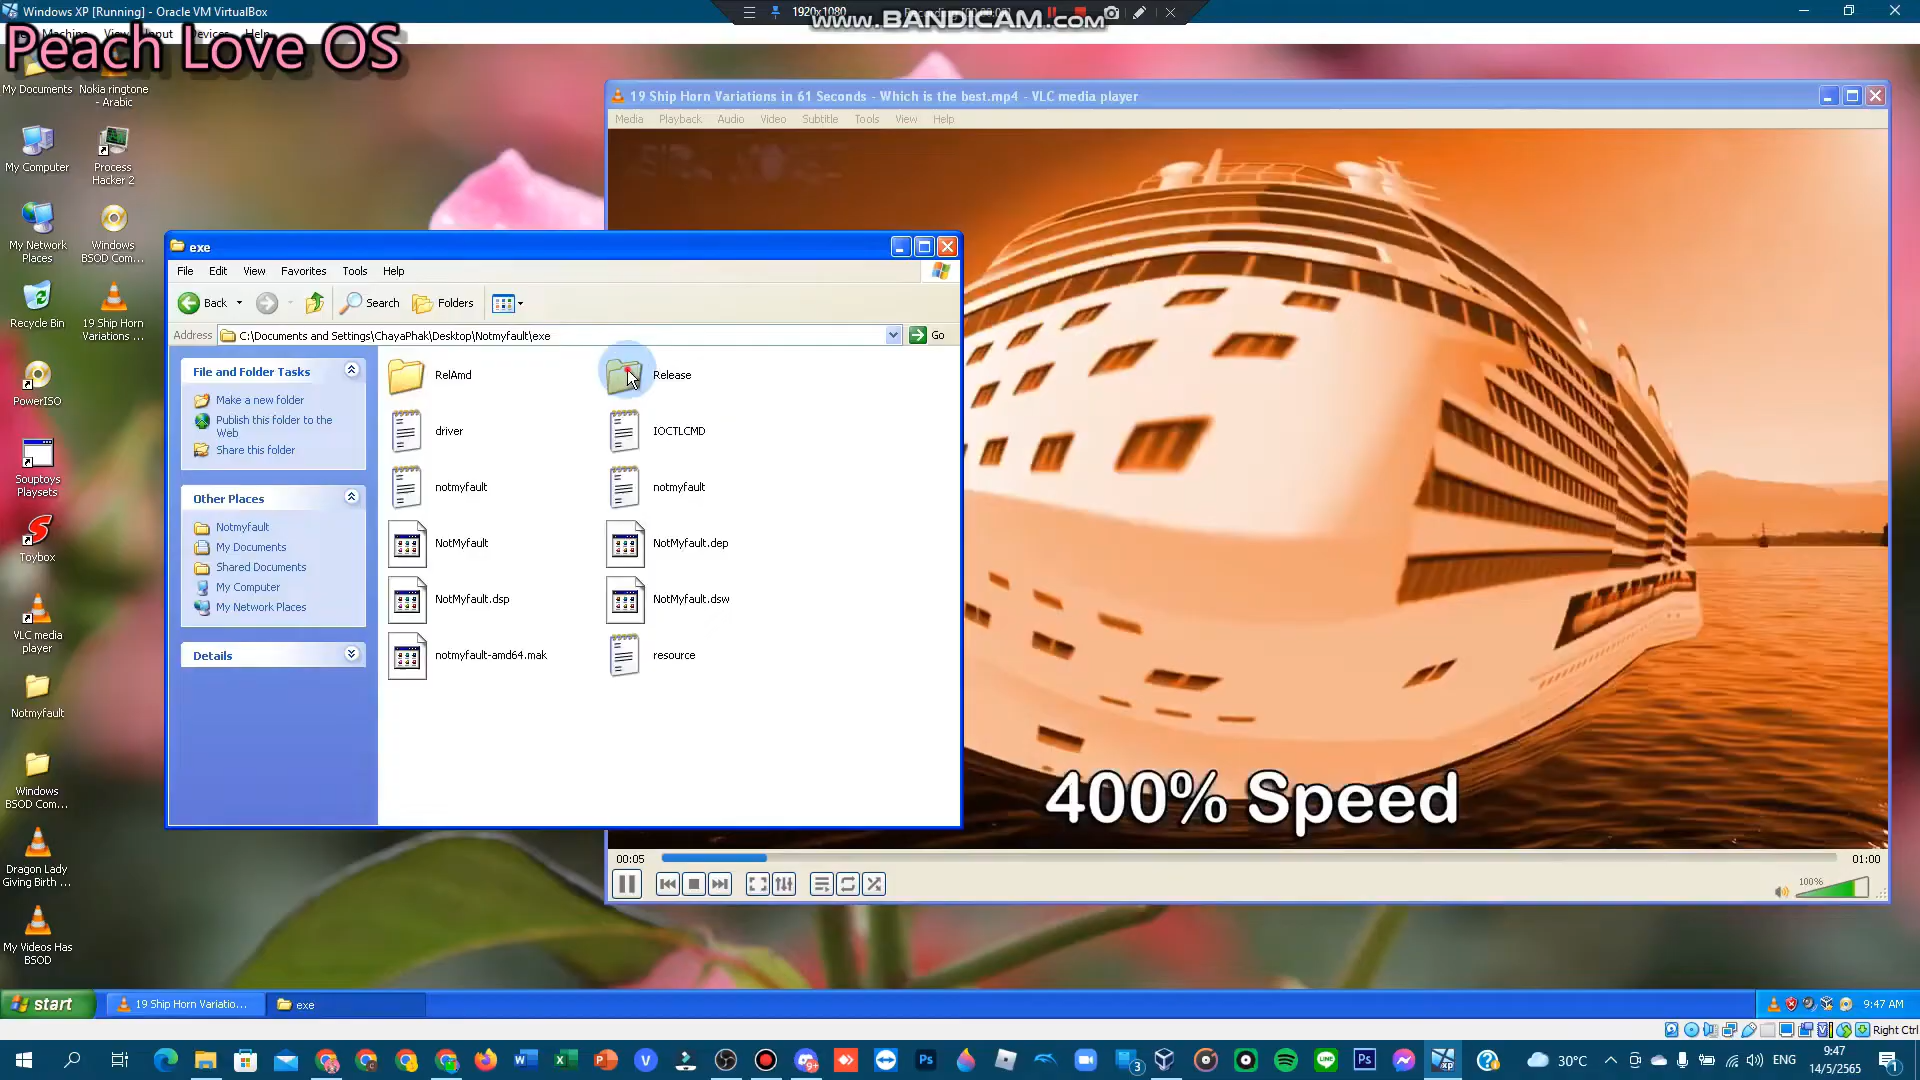 Windows XP [Running] - Oracle VM VirtualBox
1920x1080
www.BANDICAM.com
Machine View Input Devices Help
Peach Love OS
My Documents
Nokia ringtone - Arabic
My Computer
Process Hacker 2
My Network Places
Windows BSOD Com...
Recycle Bin
19 Ship Horn Variations ...
PowerISO
Souptoys Playsets
Toybox
VLC media player
Notmyfault
Windows BSOD Com...
Dragon Lady Giving Birth ...
My Videos Has BSOD
19 Ship Horn Variations in 61 Seconds - Which is the best.mp4 - VLC media player
Media Playback Audio Video Subtitle Tools View Help
exe
File Edit View Favorites Tools Help
Back Search Folders
Address C:\Documents and Settings\ChayaPhak\Desktop\Notmyfault\exe Go
File and Folder Tasks
Make a new folder
Publish this folder to the Web
Share this folder
Other Places
Notmyfault
My Documents
Shared Documents
My Computer
My Network Places
Details
RelAmd Release
driver IOCTLCMD
notmyfault notmyfault
NotMyfault NotMyfault.dep
NotMyfault.dsp NotMyfault.dsw
notmyfault-amd64.mak resource
400% Speed
00:05 01:00
100%
start 19 Ship Horn Variatio... exe 9:47 AM
Right Ctrl
30°C ENG 9:47
14/5/2565